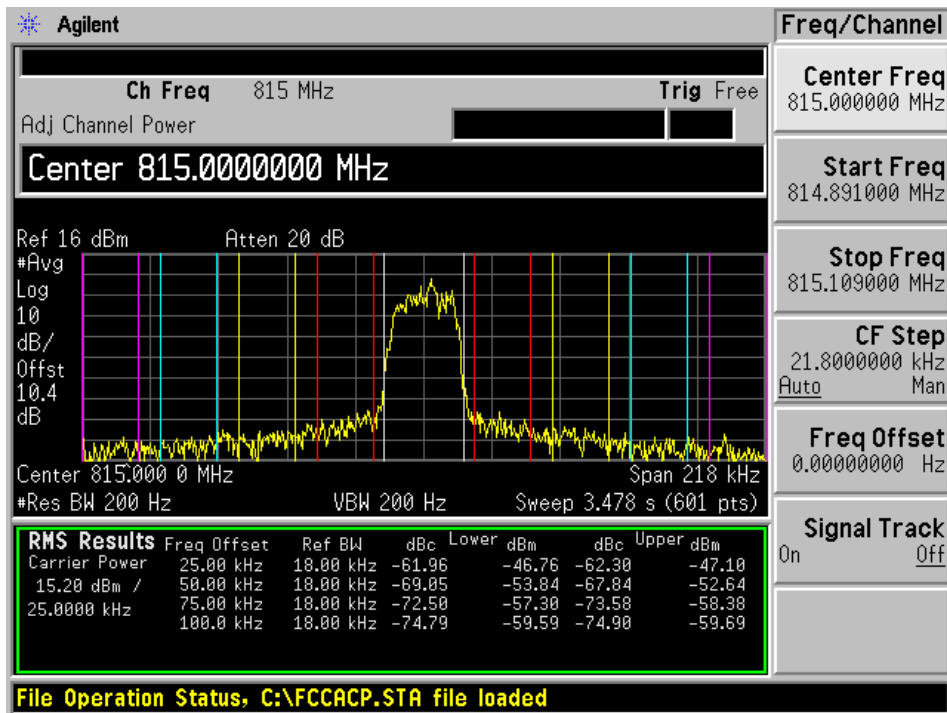 Agilent
Freq/Channel
Ch Freq 815 MHz Trig Free
Adj Channel Power
Center 815.0000000 MHz
Ref 16 dBm Atten 20 dB
#Avg
Log
10
dB/
Offst
10.4
dB
Center 815.000 0 MHz Span 218 kHz
#Res BW 200 Hz VBW 200 Hz Sweep 3.478 s (601 pts)
RMS Results Freq Offset Ref BW dBc Lower dBm dBc Upper dBm
Carrier Power 25.00 kHz 18.00 kHz -61.96 -46.76 -62.30 -47.10
15.20 dBm / 50.00 kHz 18.00 kHz -69.05 -53.84 -67.84 -52.64
25.0000 kHz 75.00 kHz 18.00 kHz -72.50 -57.30 -73.58 -58.38
100.0 kHz 18.00 kHz -74.79 -59.59 -74.90 -59.69
File Operation Status, C:\FCCACP.STA file loaded
Center Freq
815.000000 MHz
Start Freq
814.891000 MHz
Stop Freq
815.109000 MHz
CF Step
21.8000000 kHz
Auto Man
Freq Offset
0.00000000 Hz
Signal Track
On Off